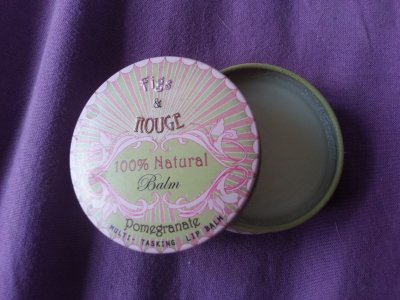 Figs
&
ROUGE
100% Natural
Balm
Pomegranate
MULTI-TASKING LIP BALM